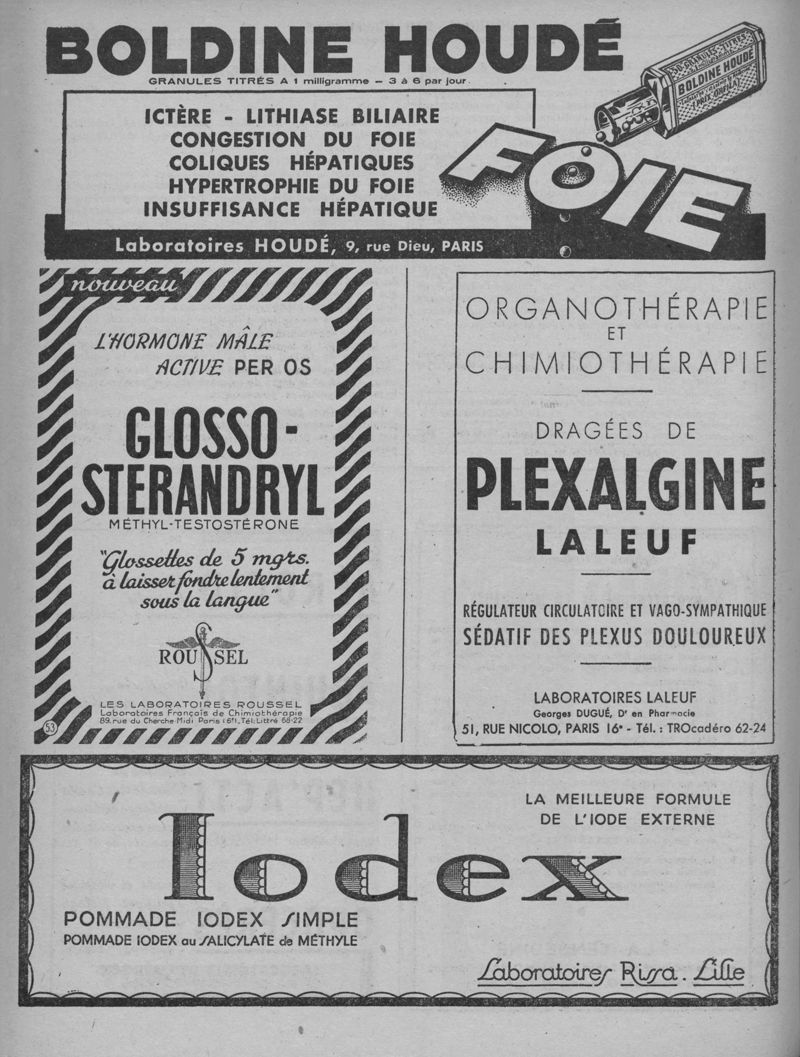 BOLDINE HOUDÉ
GRANULES TITRÉS A 1 milligramme – 3 à 6 par jour.
ICTÈRE - LITHIASE BILIAIRE
CONGESTION DU FOIE
COLIQUES HÉPATIQUES
HYPERTROPHIE DU FOIE
INSUFFISANCE HÉPATIQUE
BOLDINE HOUDÉ
FOIE
Laboratoires HOUDÉ, 9, rue Dieu, PARIS
nouveau
L'HORMONE MÂLE
ACTIVE PER OS
GLOSSO-
STERANDRYL
MÉTHYL-TESTOSTÉRONE
"Glossettes de 5 mgrs.
à laisser fondre lentement
sous la langue"
ROUSSEL
LES LABORATOIRES ROUSSEL
Laboratoires Français de Chimiothérapie
89, rue du Cherche-Midi Paris (6e), Tél: Littré 68-22
53
ORGANOTHÉRAPIE
ET
CHIMIOTHÉRAPIE
DRAGÉES DE
PLEXALGINE
LALEUF
RÉGULATEUR CIRCULATOIRE ET VAGO-SYMPATHIQUE
SÉDATIF DES PLEXUS DOULOUREUX
LABORATOIRES LALEUF
Georges DUGUÉ, Dr en Pharmacie
51, RUE NICOLO, PARIS 16e - Tél. : TROcadéro 62-24
LA MEILLEURE FORMULE
DE L'IODE EXTERNE
Iodex
POMMADE IODEX SIMPLE
POMMADE IODEX au SALICYLATE de MÉTHYLE
Laboratoires Rissa. Lille